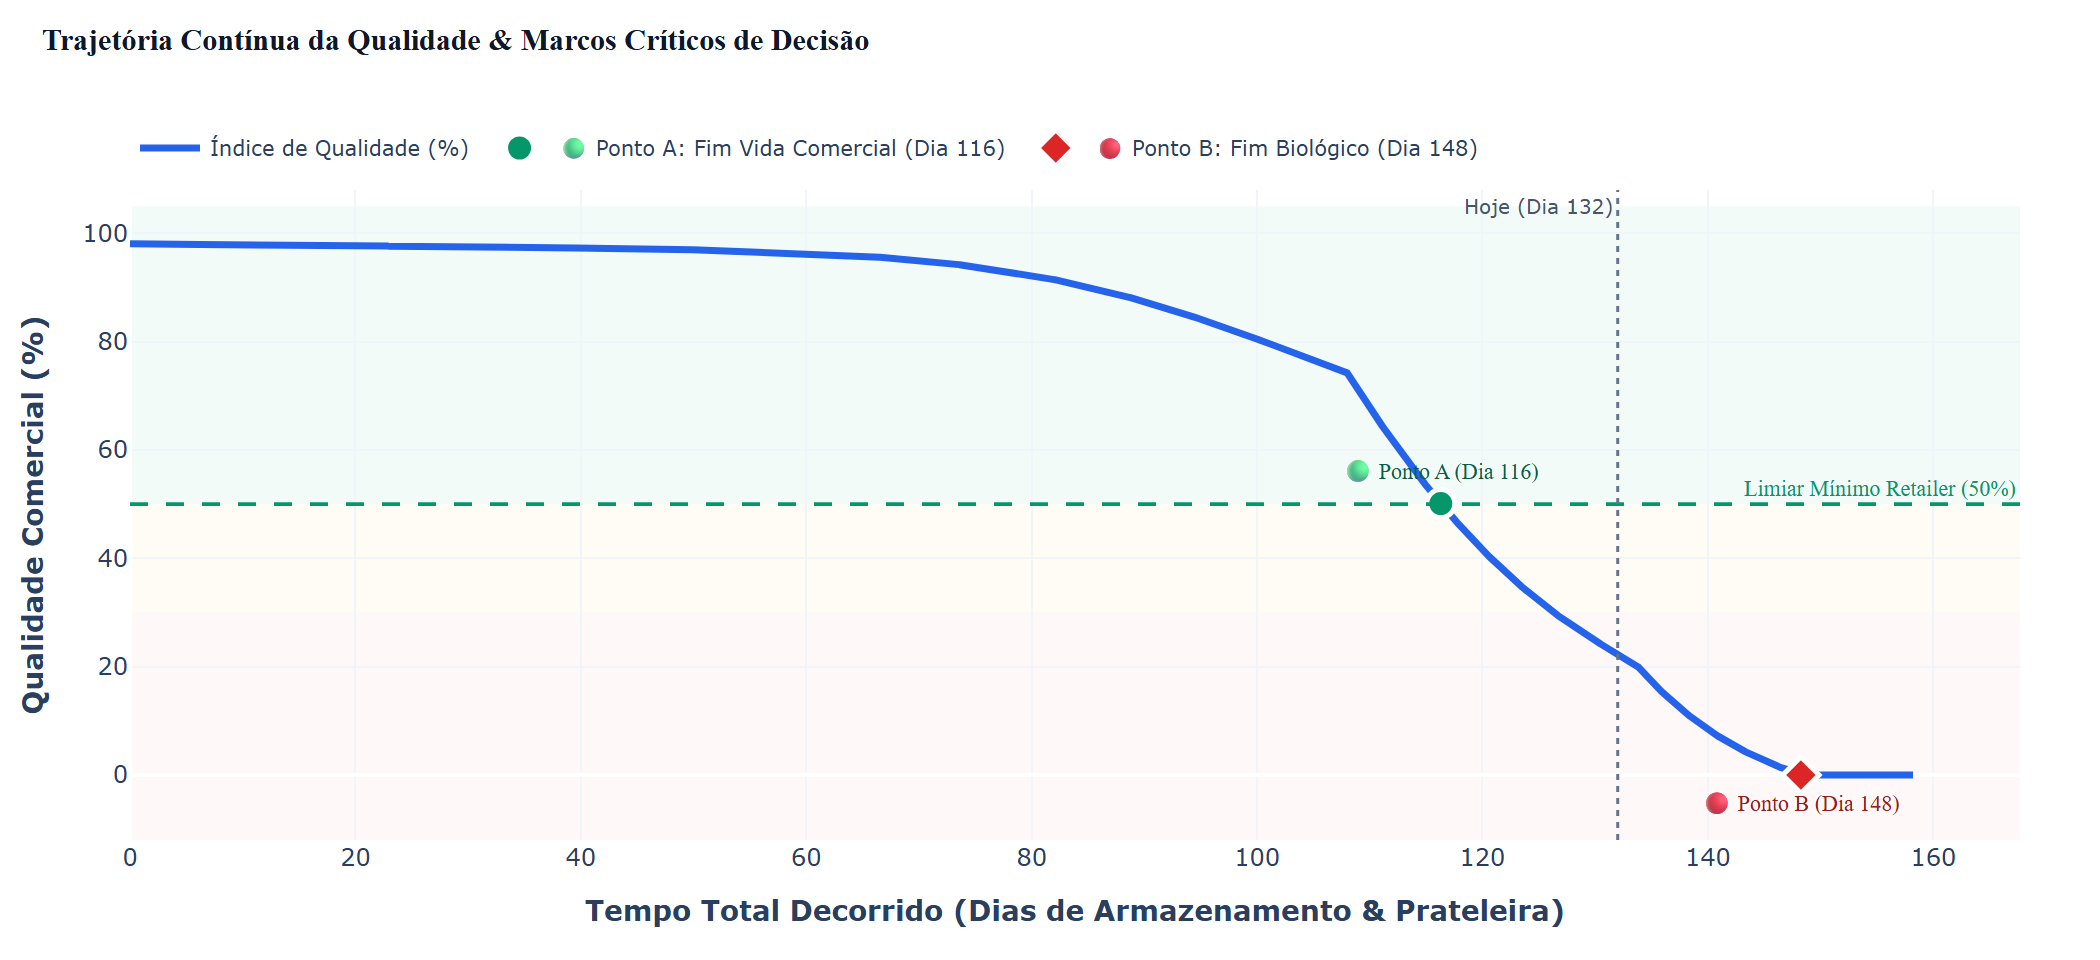 Trajetória Contínua da Qualidade & Marcos Críticos de Decisão
Índice de Qualidade (%)
Ponto A: Fim Vida Comercial (Dia 116)
Ponto B: Fim Biológico (Dia 148)
Hoje (Dia 132)
Qualidade Comercial (%)
100
80
60
40
20
0
Ponto A (Dia 116)
Limiar Mínimo Retailer (50%)
Ponto B (Dia 148)
0 20 40 60 80 100 120 140 160
Tempo Total Decorrido (Dias de Armazenamento & Prateleira)